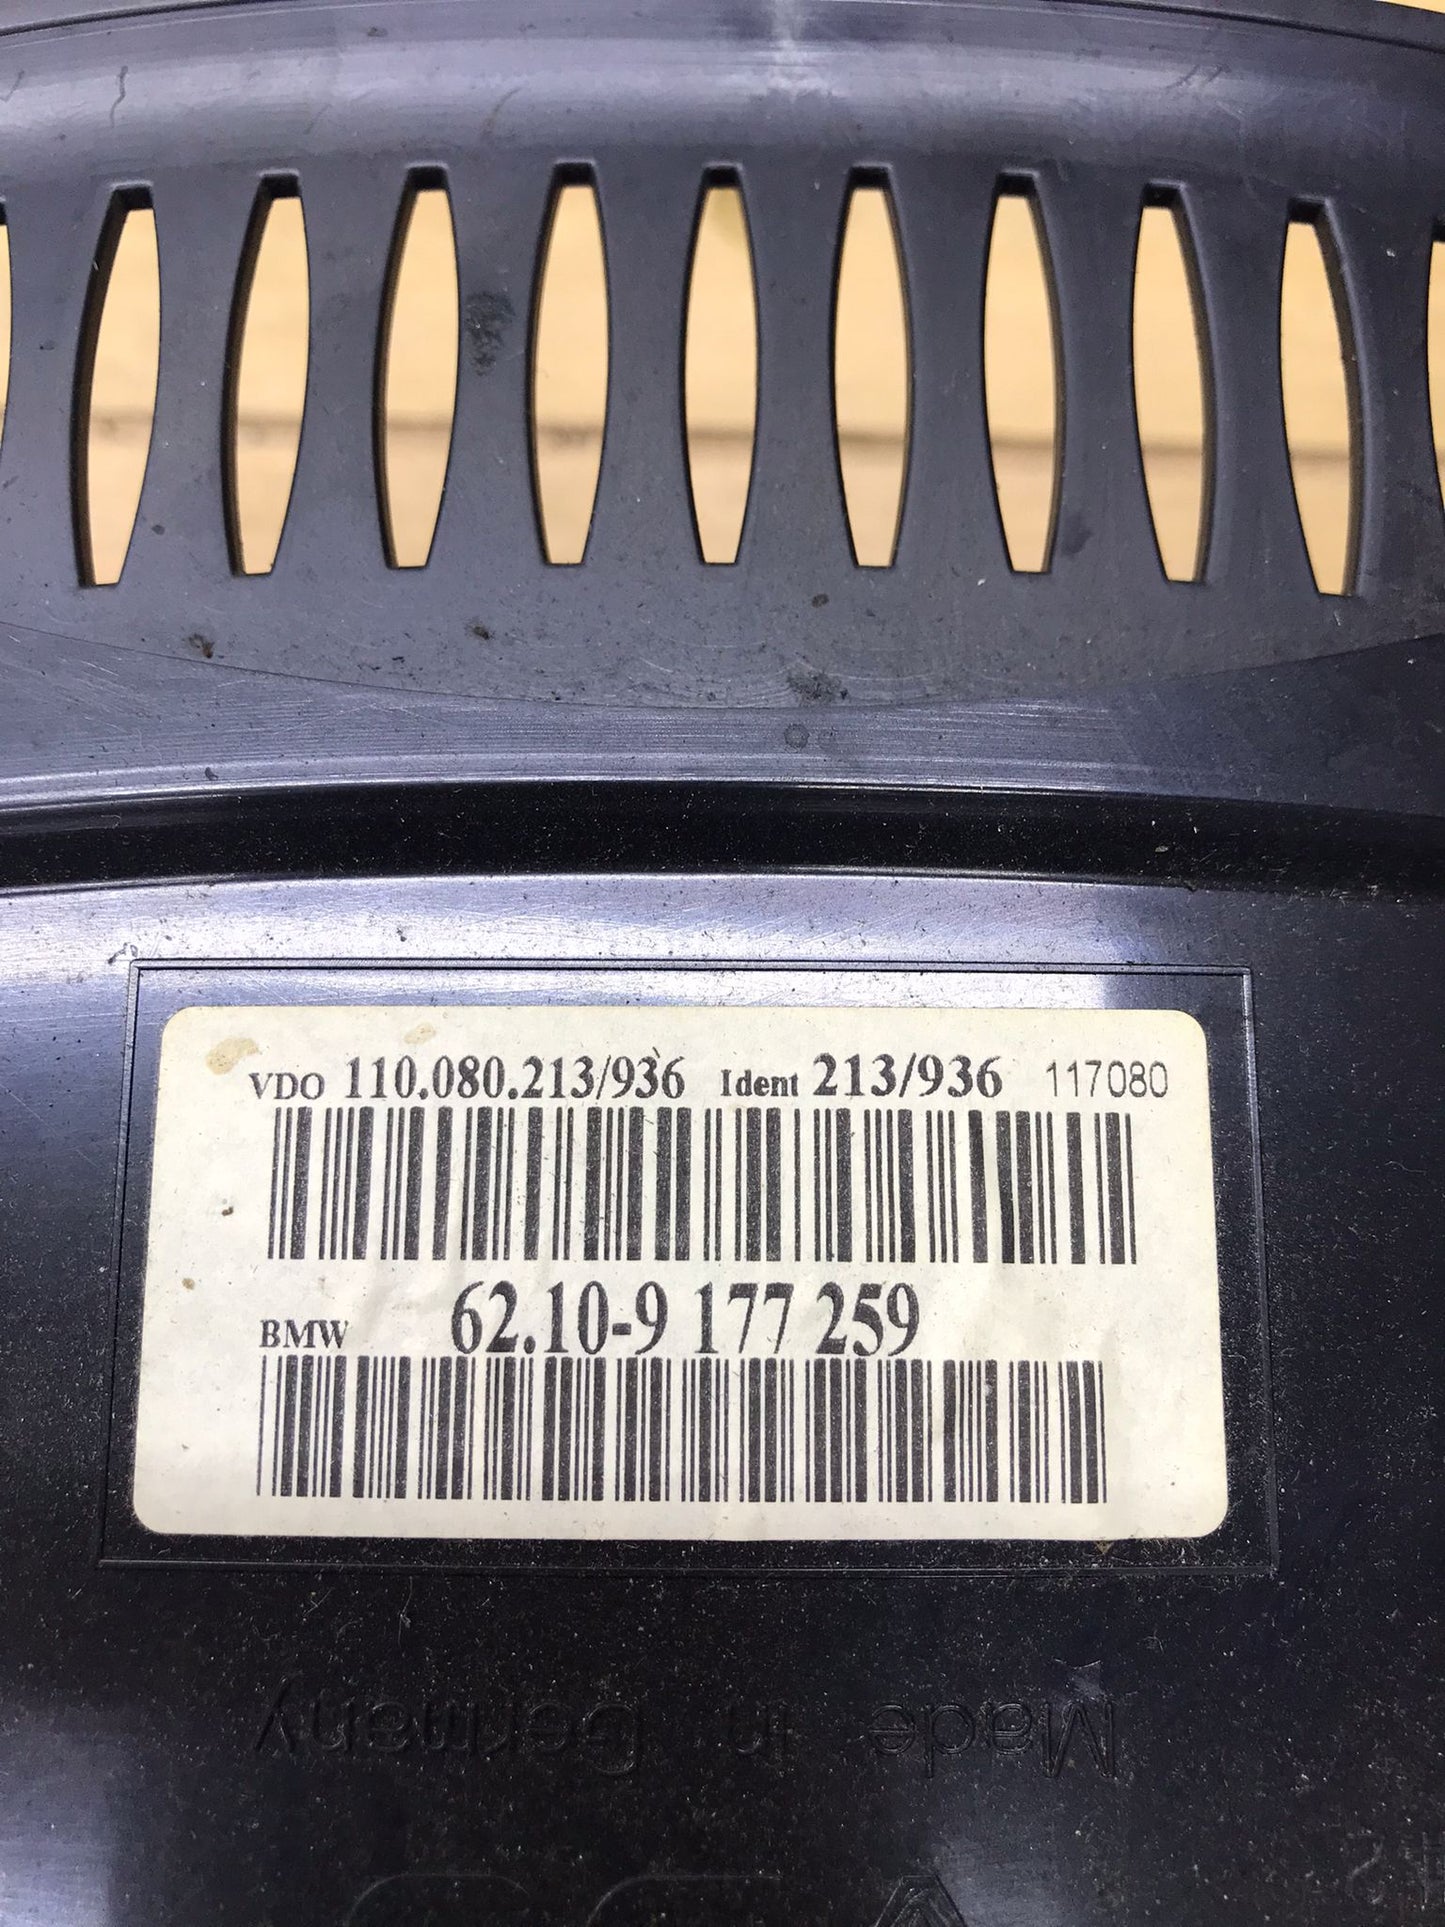 VDO 110.080.213/936 Ident 213/936 117080
BMW 62.10-9 177 259
Made in Germany